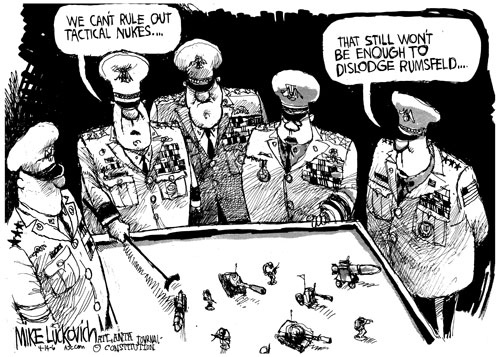 WE CAN'T RULE OUT
TACTICAL NUKES....
THAT STILL WON'T
BE ENOUGH TO
DISLODGE RUMSFELD....
MIKE LUCKOVICH
ATLANTA JOURNAL-
CONSTITUTION
©